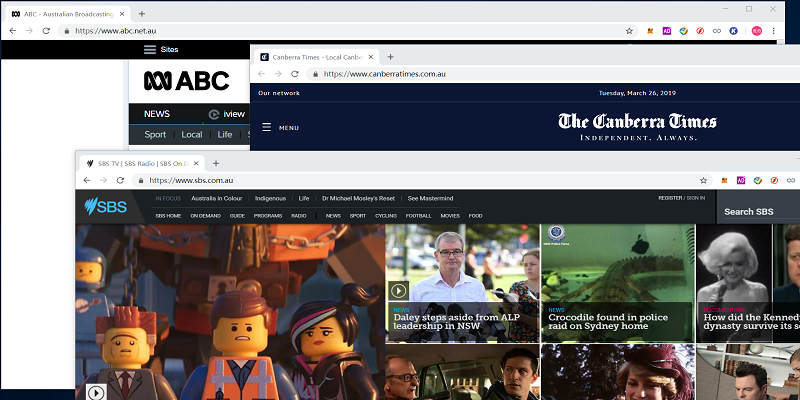 ABC - Australian Broadcasting
https://www.abc.net.au
Sites
ABC
NEWS iview
Sport Local Life
Canberra Times - Local Canbe
https://www.canberratimes.com.au
Our network Tuesday, March 26, 2019
MENU
The Canberra Times
INDEPENDENT. ALWAYS.
SBS TV | SBS Radio | SBS On D
https://www.sbs.com.au
SBS
IN FOCUS Australia in Colour Indigenous Life Dr Michael Mosley's Reset See Mastermind
REGISTER / SIGN IN
SBS HOME ON DEMAND GUIDE PROGRAMS RADIO NEWS SPORT CYCLING FOOTBALL MOVIES FOOD
Search SBS
NEWS
Daley steps aside from ALP
leadership in NSW
NEWS
Crocodile found in police
raid on Sydney home
How did the Kennedy
dynasty survive its